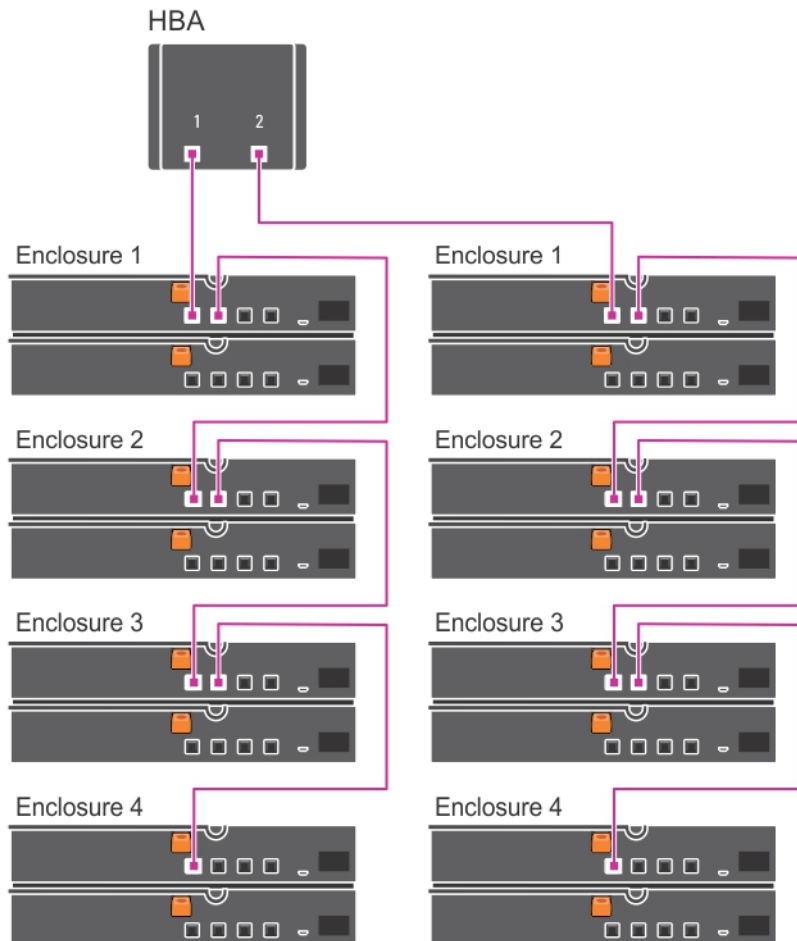 HBA
1 2
Enclosure 1 Enclosure 1
Enclosure 2 Enclosure 2
Enclosure 3 Enclosure 3
Enclosure 4 Enclosure 4